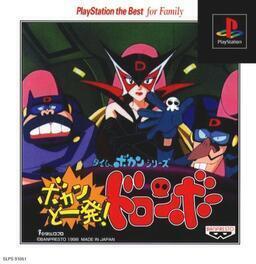 PlayStation the Best for Family
PlayStation
D
D
D
タイムボカンシリーズ
ボカンと一発!
ドロンボー
©タツノコプロ
©BANPRESTO 1998 MADE IN JAPAN
BANPRESTO
SLPS 91061